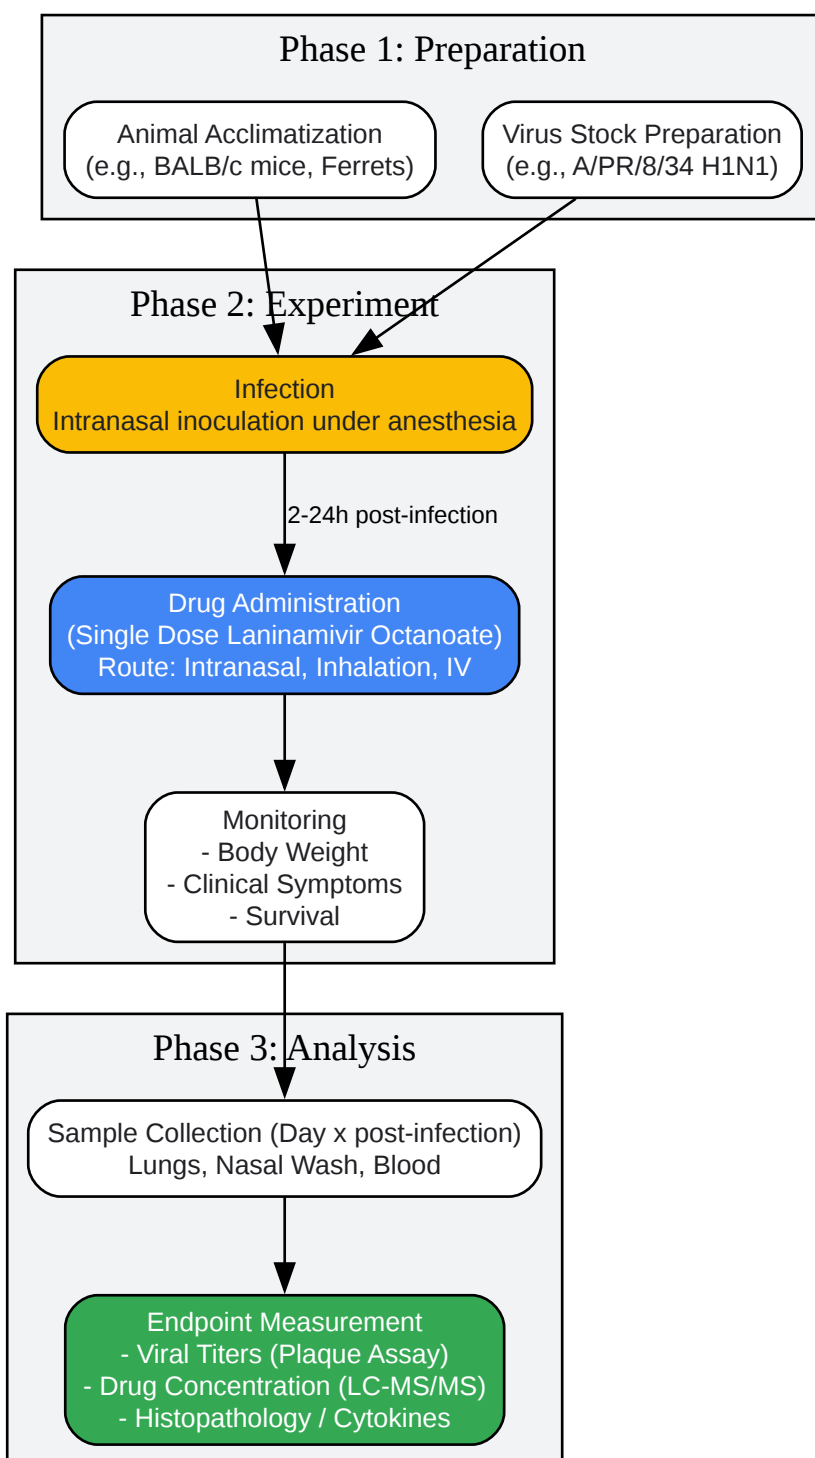 Phase 1: Preparation
Animal Acclimatization
(e.g., BALB/c mice, Ferrets)
Virus Stock Preparation
(e.g., A/PR/8/34 H1N1)
Phase 2: Experiment
Infection
Intranasal inoculation under anesthesia
2-24h post-infection
Drug Administration
(Single Dose Laninamivir Octanoate)
Route: Intranasal, Inhalation, IV
Monitoring
- Body Weight
- Clinical Symptoms
- Survival
Phase 3: Analysis
Sample Collection (Day x post-infection)
Lungs, Nasal Wash, Blood
Endpoint Measurement
- Viral Titers (Plaque Assay)
- Drug Concentration (LC-MS/MS)
- Histopathology / Cytokines